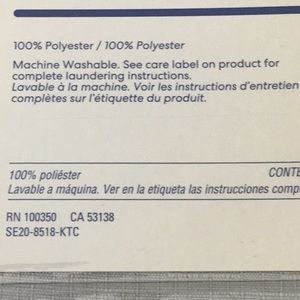 100% Polyester / 100% Polyester
Machine Washable. See care label on product for
complete laundering instructions.
Lavable à la machine. Voir les instructions d'entretien
complètes sur l'étiquette du produit.
100% poliéster CONTE
Lavable a máquina. Ver en la etiqueta las instrucciones comp
RN 100350 CA 53138
SE20-8518-KTC